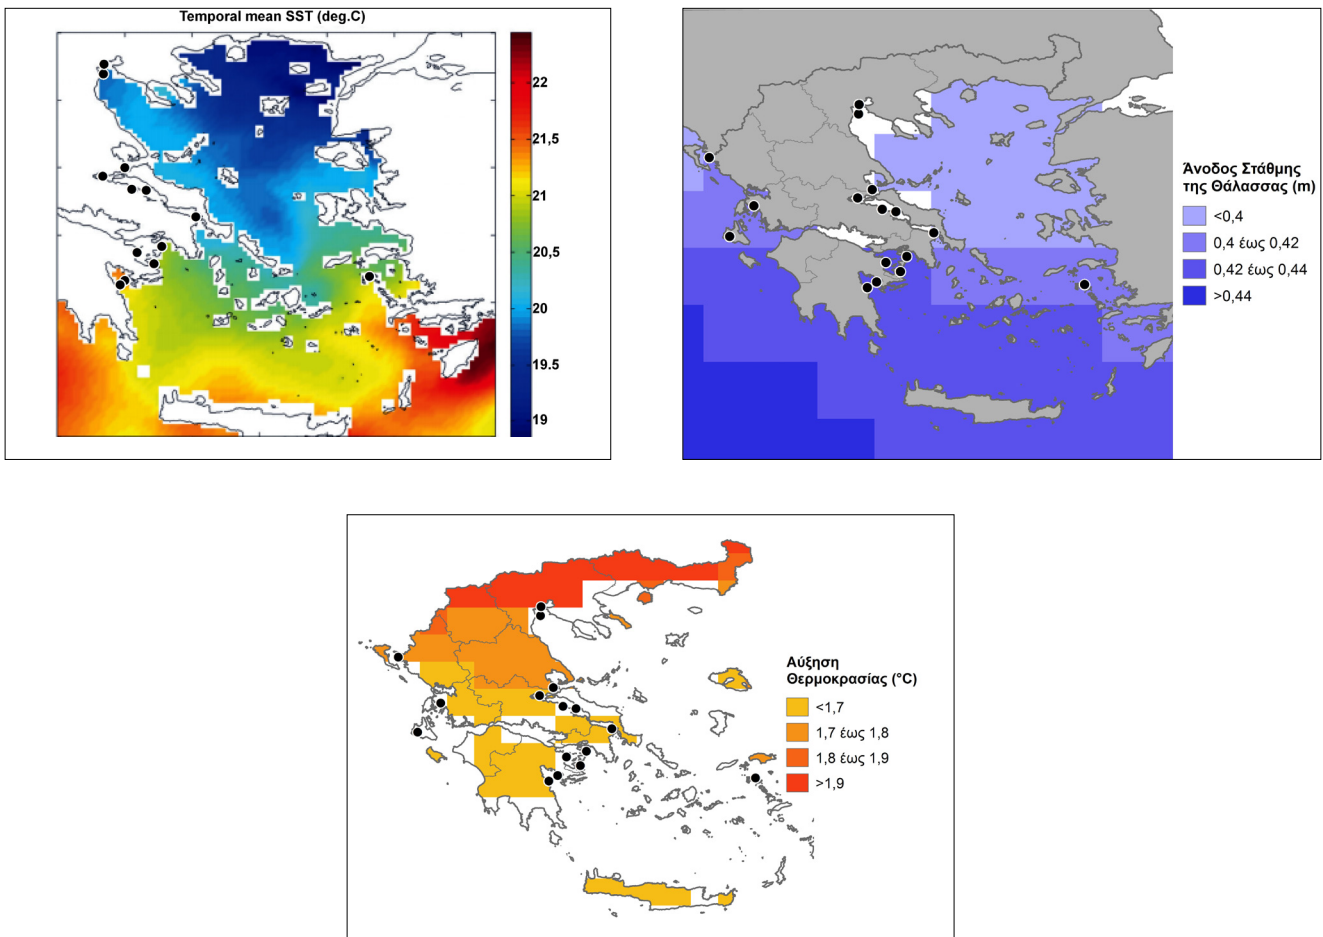 Temporal mean SST (deg.C)
22
21,5
21
20,5
20
19.5
19
Άνοδος Στάθμης
της Θάλασσας (m)
<0,4
0,4 έως 0,42
0,42 έως 0,44
>0,44
Αύξηση
Θερμοκρασίας (°C)
<1,7
1,7 έως 1,8
1,8 έως 1,9
>1,9